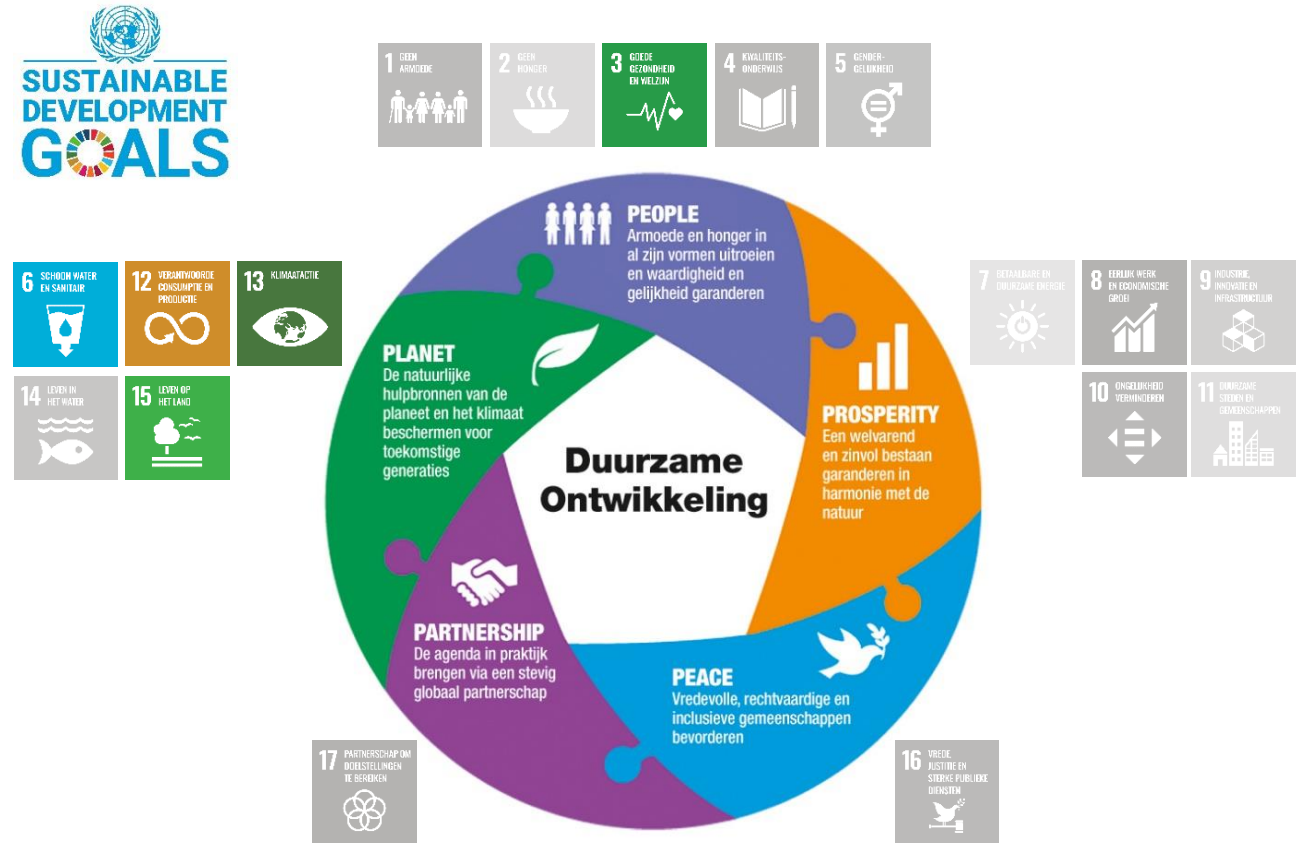 SUSTAINABLE
DEVELOPMENT
GOALS
1 GEEN
ARMOEDE
2 GEEN
HONGER
3 GOEDE
GEZONDHEID
EN WELZIJN
4 KWALITEITS-
ONDERWIJS
5 GENDER-
GELIJKHEID
6 SCHOON WATER
EN SANITAIR
12 VERANTWOORDE
CONSUMPTIE EN
PRODUCTIE
13 KLIMAATACTIE
14 LEVEN IN
HET WATER
15 LEVEN OP
HET LAND
7 BETAALBARE EN
DUURZAME ENERGIE
8 EERLIJK WERK
EN ECONOMISCHE
GROEI
9 INDUSTRIE,
INNOVATIE EN
INFRASTRUCTUUR
10 ONGELIJKHEID
VERMINDEREN
11 DUURZAME
STEDEN EN
GEMEENSCHAPPEN
PEOPLE
Armoede en honger in
al zijn vormen uitroeien
en waardigheid en
gelijkheid garanderen
PLANET
De natuurlijke
hulpbronnen van de
planeet en het klimaat
beschermen voor
toekomstige
generaties
PROSPERITY
Een welvarend
en zinvol bestaan
garanderen in
harmonie met de
natuur
Duurzame
Ontwikkeling
PARTNERSHIP
De agenda in praktijk
brengen via een stevig
globaal partnerschap
PEACE
Vredevolle, rechtvaardige en
inclusieve gemeenschappen
bevorderen
17 PARTNERSCHAP OM
DOELSTELLINGEN
TE BEREIKEN
16 VREDE,
JUSTITIE EN
STERKE PUBLIEKE
DIENSTEN